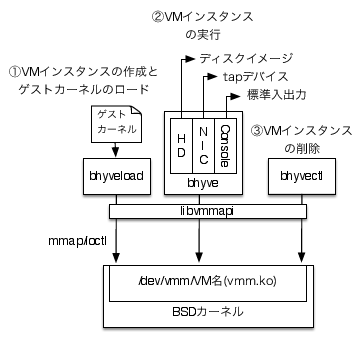 ②VMインスタンス
の実行
ディスクイメージ
①VMインスタンスの作成と
ゲストカーネルのロード
tapデバイス
標準入出力
ゲスト
カーネル
HD
NIC
Console
③VMインスタンス
の削除
bhyveload
bhyve
bhyvectl
libvmmapi
mmap/ioctl
/dev/vmm/VM名(vmm.ko)
BSDカーネル